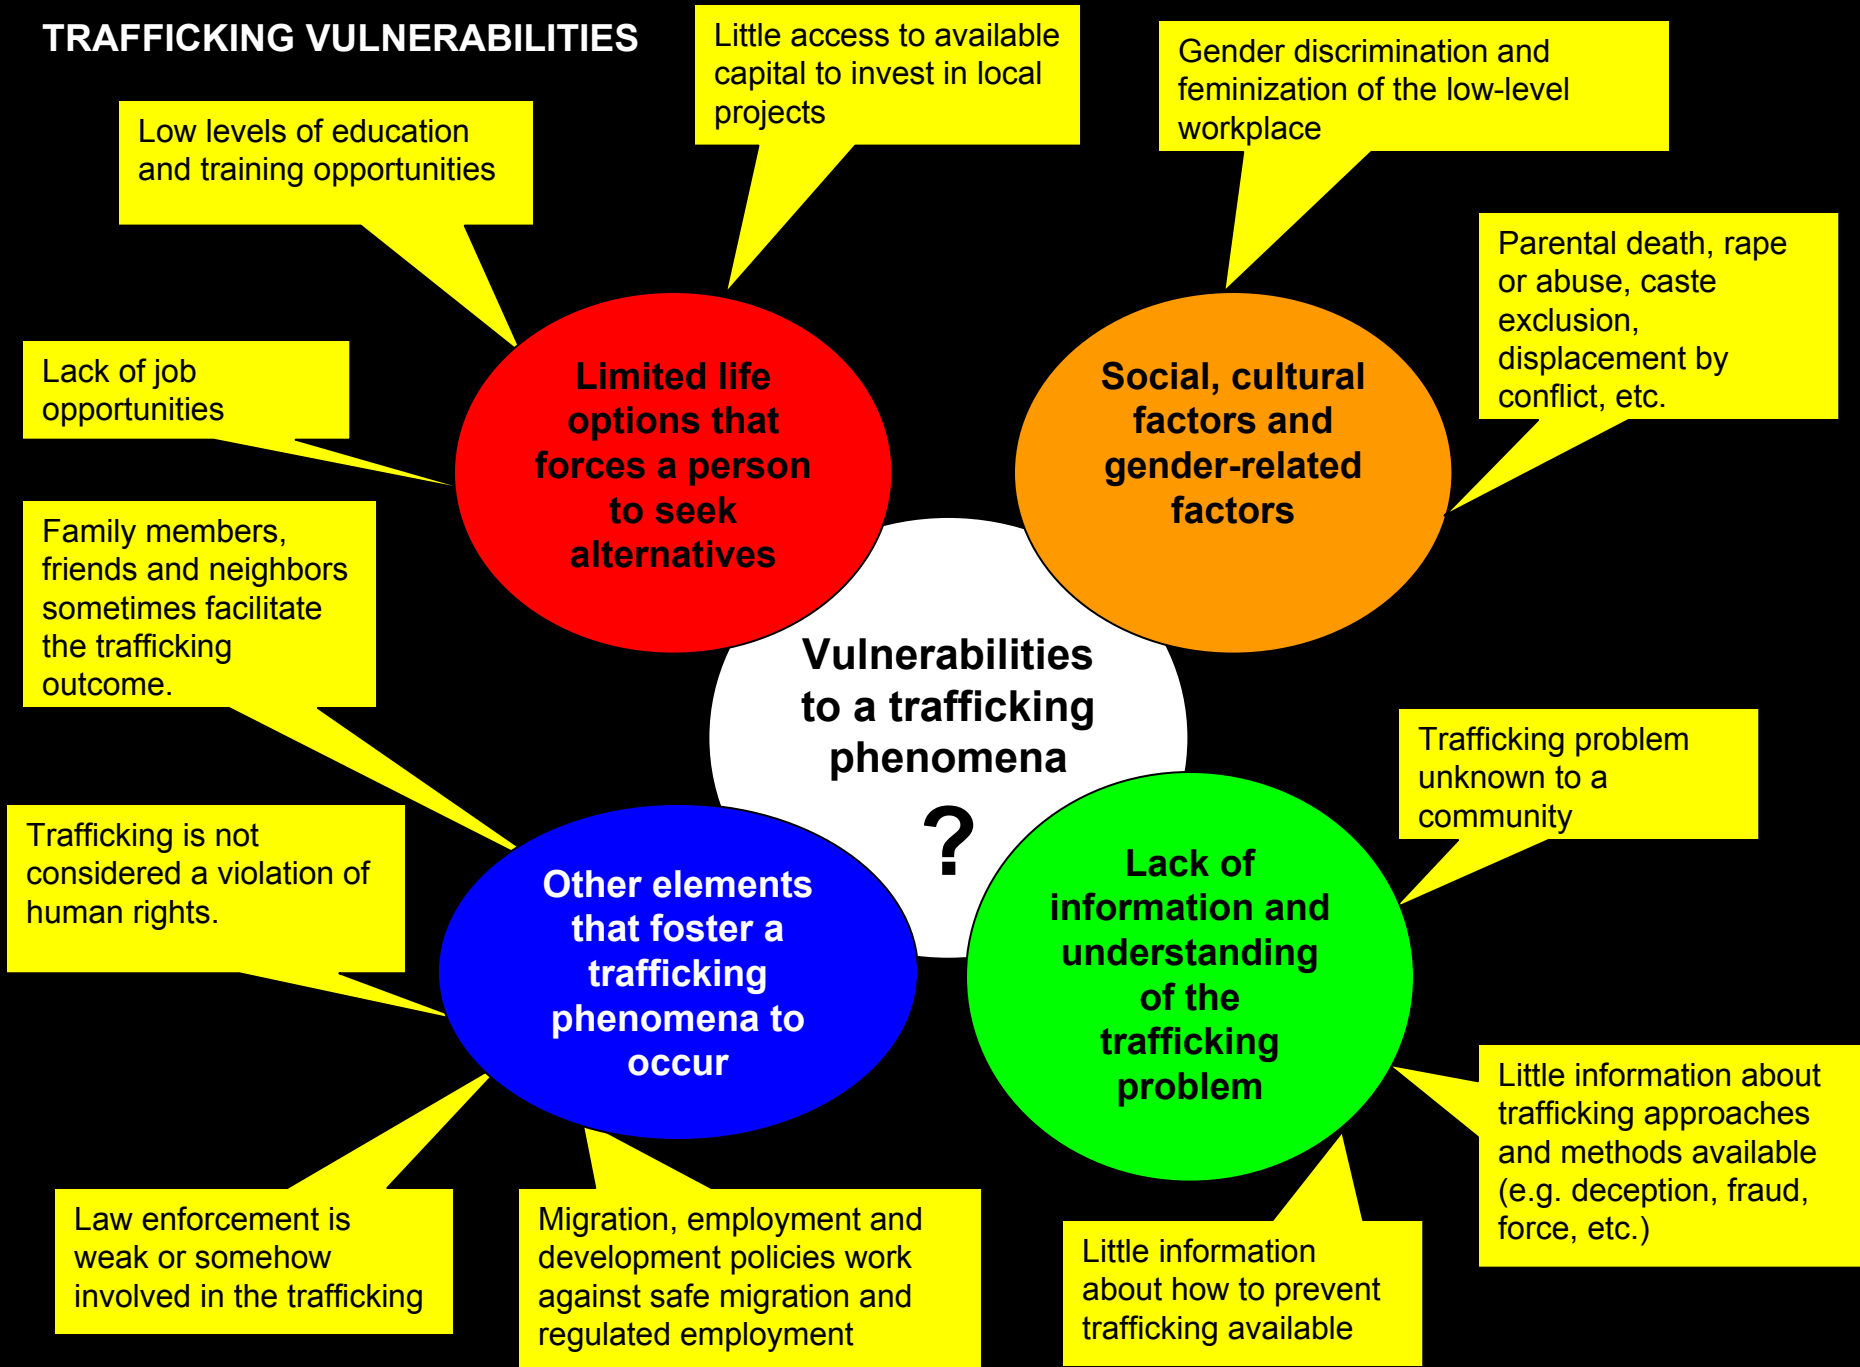 TRAFFICKING VULNERABILITIES
Little access to available
capital to invest in local
projects
Gender discrimination and
feminization of the low-level
workplace
Low levels of education
and training opportunities
Parental death, rape
or abuse, caste
exclusion,
displacement by
conflict, etc.
Lack of job
opportunities
Limited life
options that
forces a person
to seek
alternatives
Social, cultural
factors and
gender-related
factors
Family members,
friends and neighbors
sometimes facilitate
the trafficking
outcome.
Vulnerabilities
to a trafficking
phenomena
?
Trafficking problem
unknown to a
community
Trafficking is not
considered a violation of
human rights.
Other elements
that foster a
trafficking
phenomena to
occur
Lack of
information and
understanding
of the
trafficking
problem
Little information about
trafficking approaches
and methods available
(e.g. deception, fraud,
force, etc.)
Law enforcement is
weak or somehow
involved in the trafficking
Migration, employment and
development policies work
against safe migration and
regulated employment
Little information
about how to prevent
trafficking available